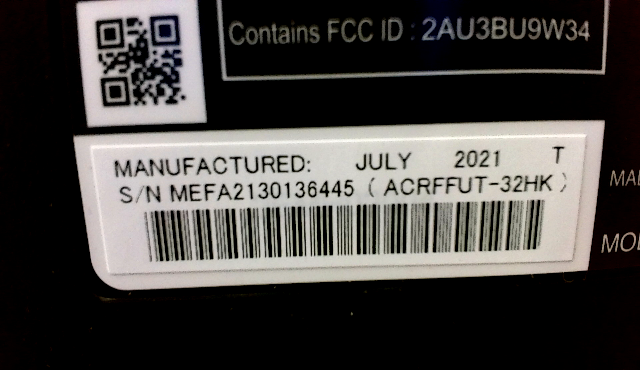 Contains FCC ID : 2AU3BU9W34
MANUFACTURED: JULY 2021 T
S/N MEFA2130136445 ( ACRFFUT-32HK )